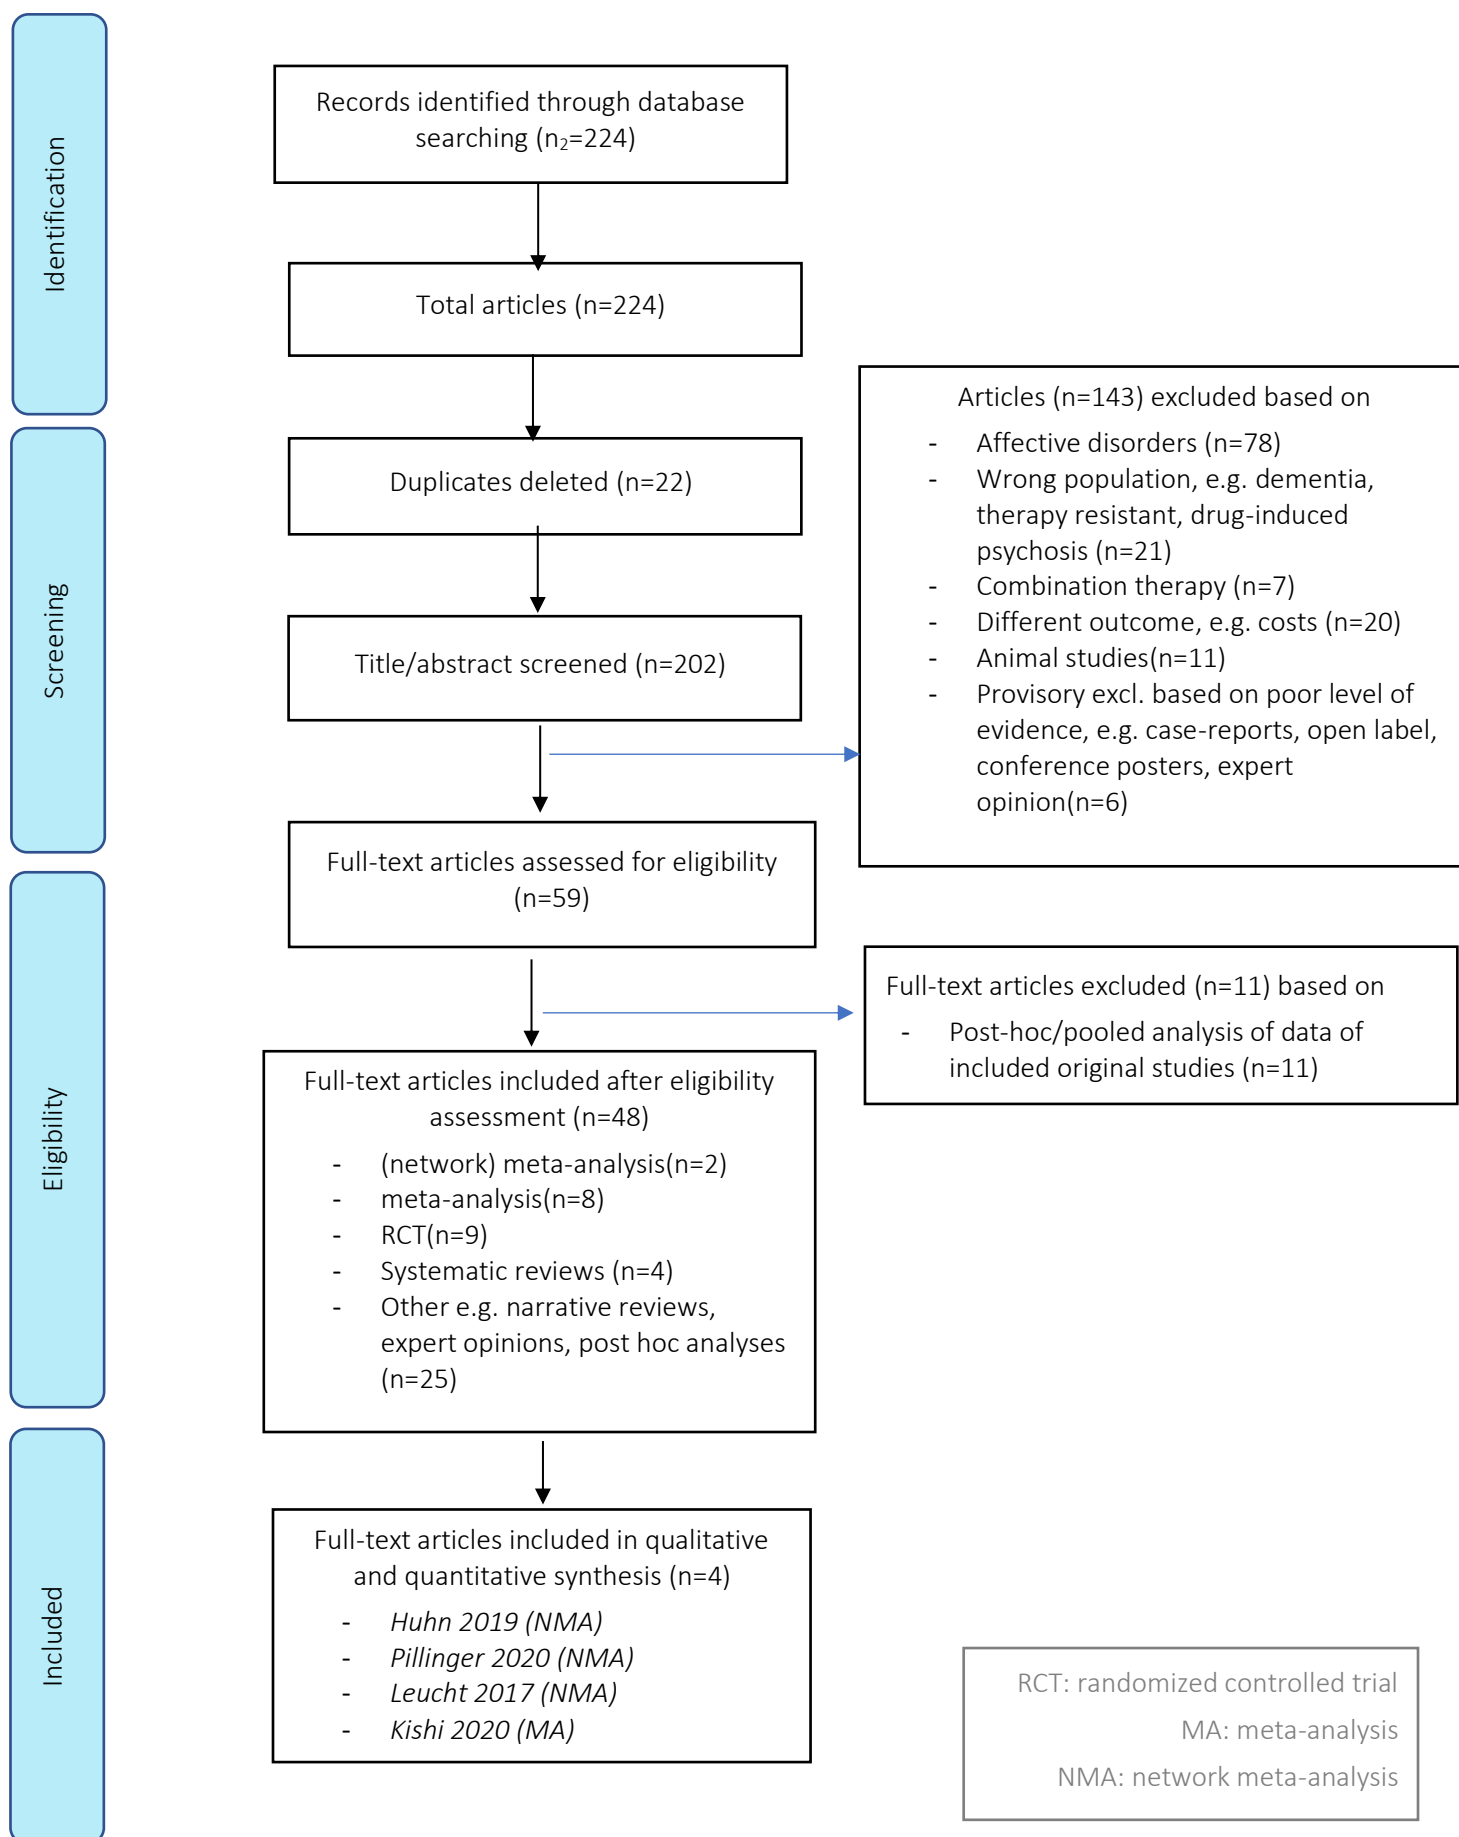 Identification
Records identified through database
searching (n₂=224)
Total articles (n=224)
Screening
Duplicates deleted (n=22)
Title/abstract screened (n=202)
Articles (n=143) excluded based on
- Affective disorders (n=78)
- Wrong population, e.g. dementia,
therapy resistant, drug-induced
psychosis (n=21)
- Combination therapy (n=7)
- Different outcome, e.g. costs (n=20)
- Animal studies(n=11)
- Provisory excl. based on poor level of
evidence, e.g. case-reports, open label,
conference posters, expert
opinion(n=6)
Full-text articles assessed for eligibility
(n=59)
Eligibility
Full-text articles excluded (n=11) based on
- Post-hoc/pooled analysis of data of
included original studies (n=11)
Full-text articles included after eligibility
assessment (n=48)
- (network) meta-analysis(n=2)
- meta-analysis(n=8)
- RCT(n=9)
- Systematic reviews (n=4)
- Other e.g. narrative reviews,
expert opinions, post hoc analyses
(n=25)
Included
Full-text articles included in qualitative
and quantitative synthesis (n=4)
- Huhn 2019 (NMA)
- Pillinger 2020 (NMA)
- Leucht 2017 (NMA)
- Kishi 2020 (MA)
RCT: randomized controlled trial
MA: meta-analysis
NMA: network meta-analysis